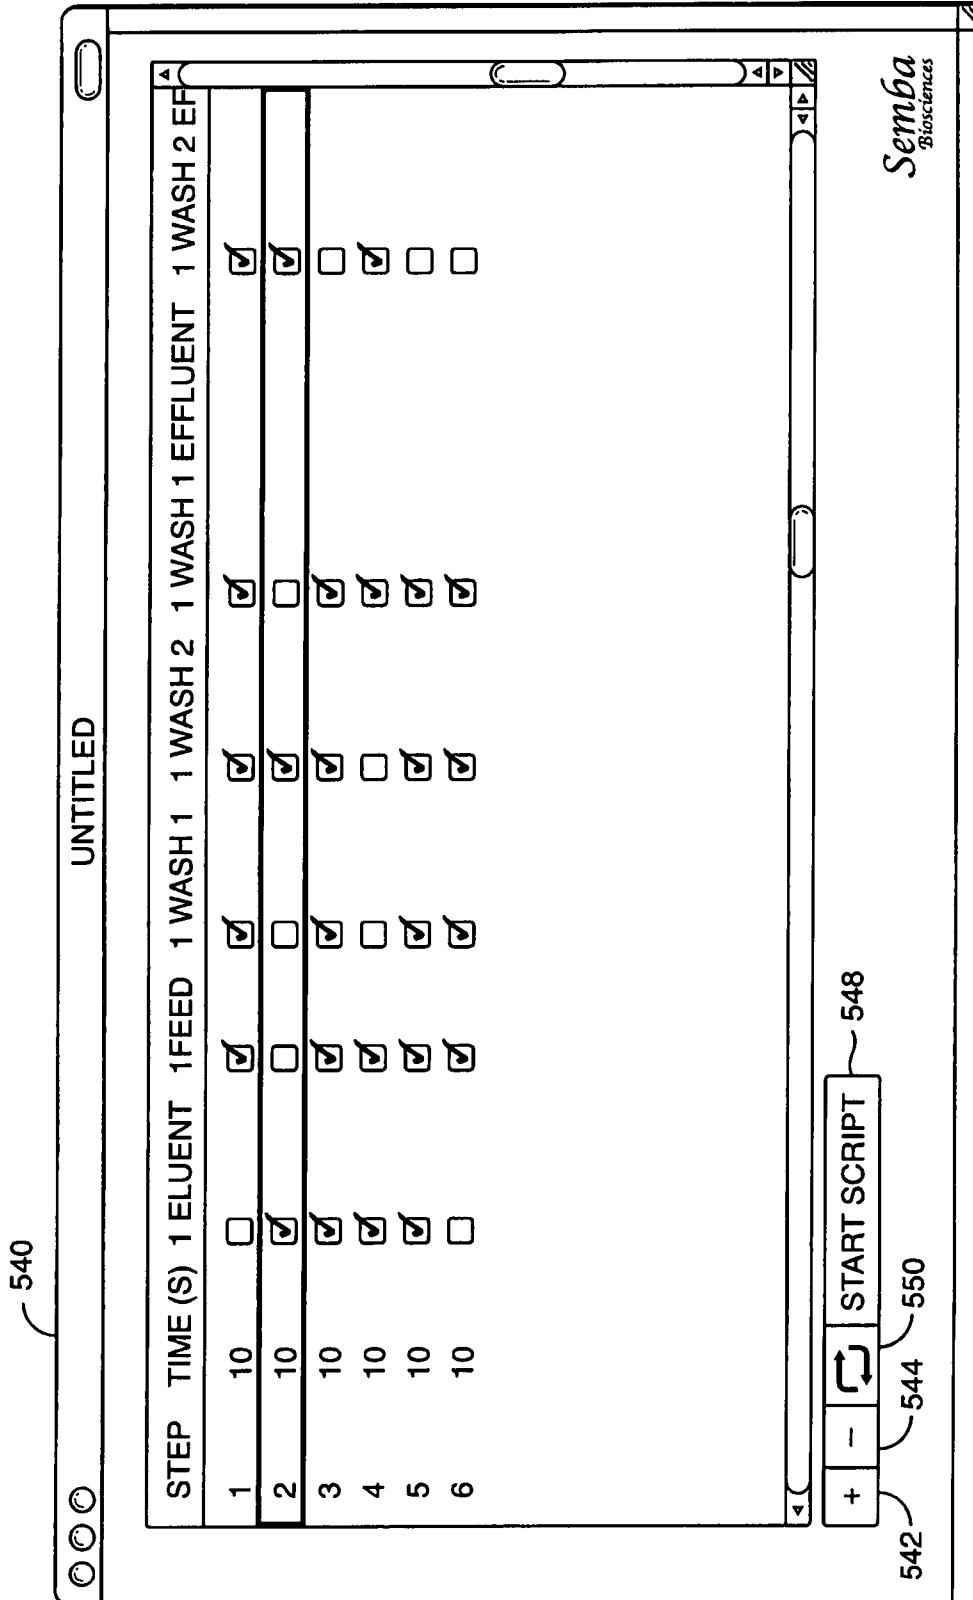 540
UNTITLED
STEP TIME (S) 1 ELUENT 1FEED 1 WASH 1 1 WASH 2 1 WASH 1 EFFLUENT 1 WASH 2 EF
1 10
2 10
3 10
4 10
5 10
6 10
+ − START SCRIPT
542 544 550 548
Semba
Biosciences